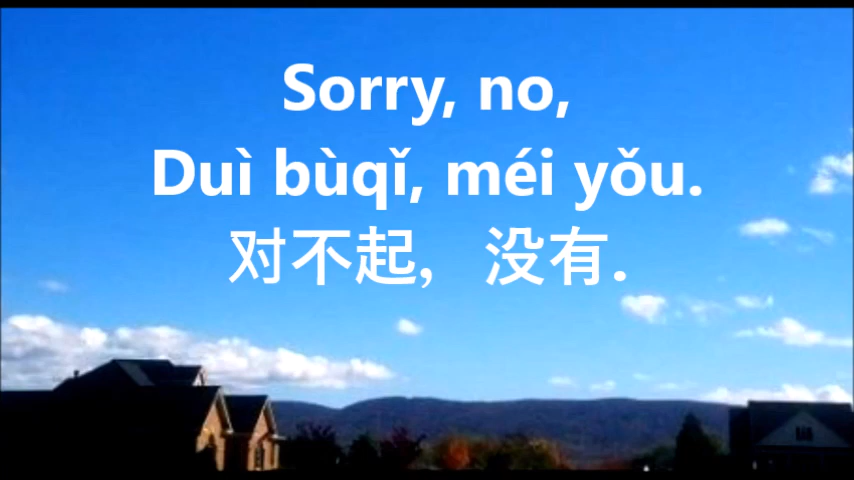 Sorry, no,
Duì bùqǐ, méi yǒu.
对不起，没有.